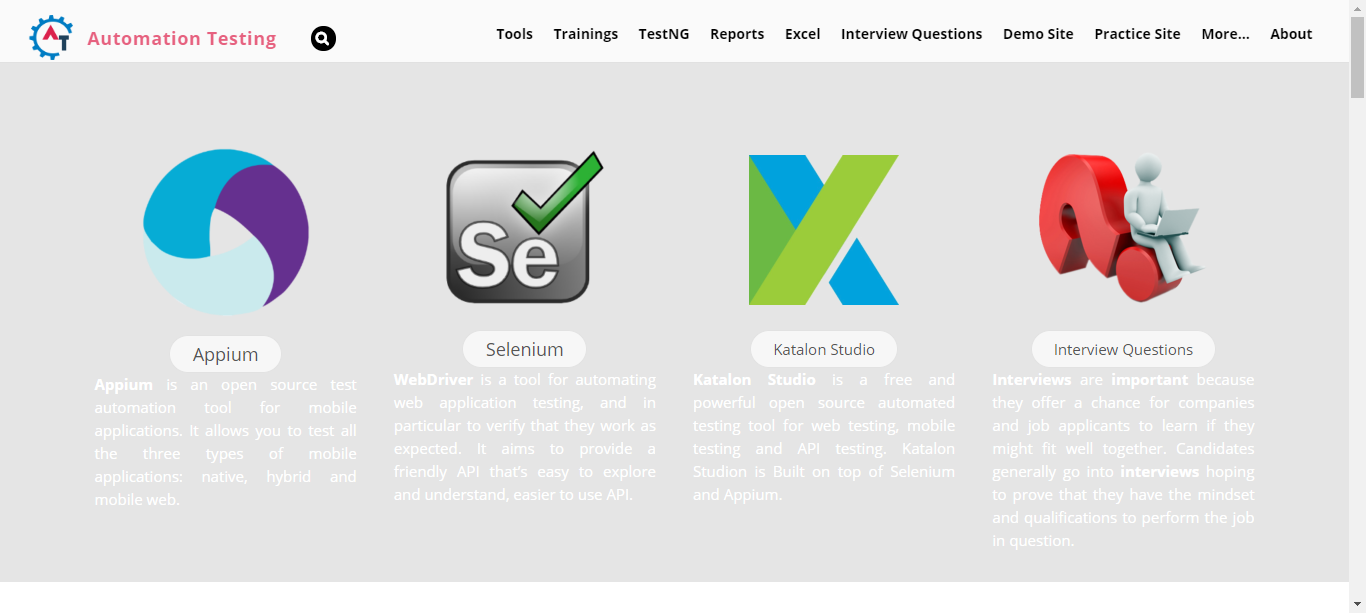 AT Automation Testing
Tools Trainings TestNG Reports Excel Interview Questions Demo Site Practice Site More... About
Se
Appium
Appium is an open source test
automation tool for mobile
applications. It allows you to test all
the three types of mobile
applications: native, hybrid and
mobile web.
Selenium
WebDriver is a tool for automating
web application testing, and in
particular to verify that they work as
expected. It aims to provide a
friendly API that's easy to explore
and understand, easier to use API.
Katalon Studio
Katalon Studio is a free and
powerful open source automated
testing tool for web testing, mobile
testing and API testing. Katalon
Studion is Built on top of Selenium
and Appium.
Interview Questions
Interviews are important because
they offer a chance for companies
and job applicants to learn if they
might fit well together. Candidates
generally go into interviews hoping
to prove that they have the mindset
and qualifications to perform the job
in question.